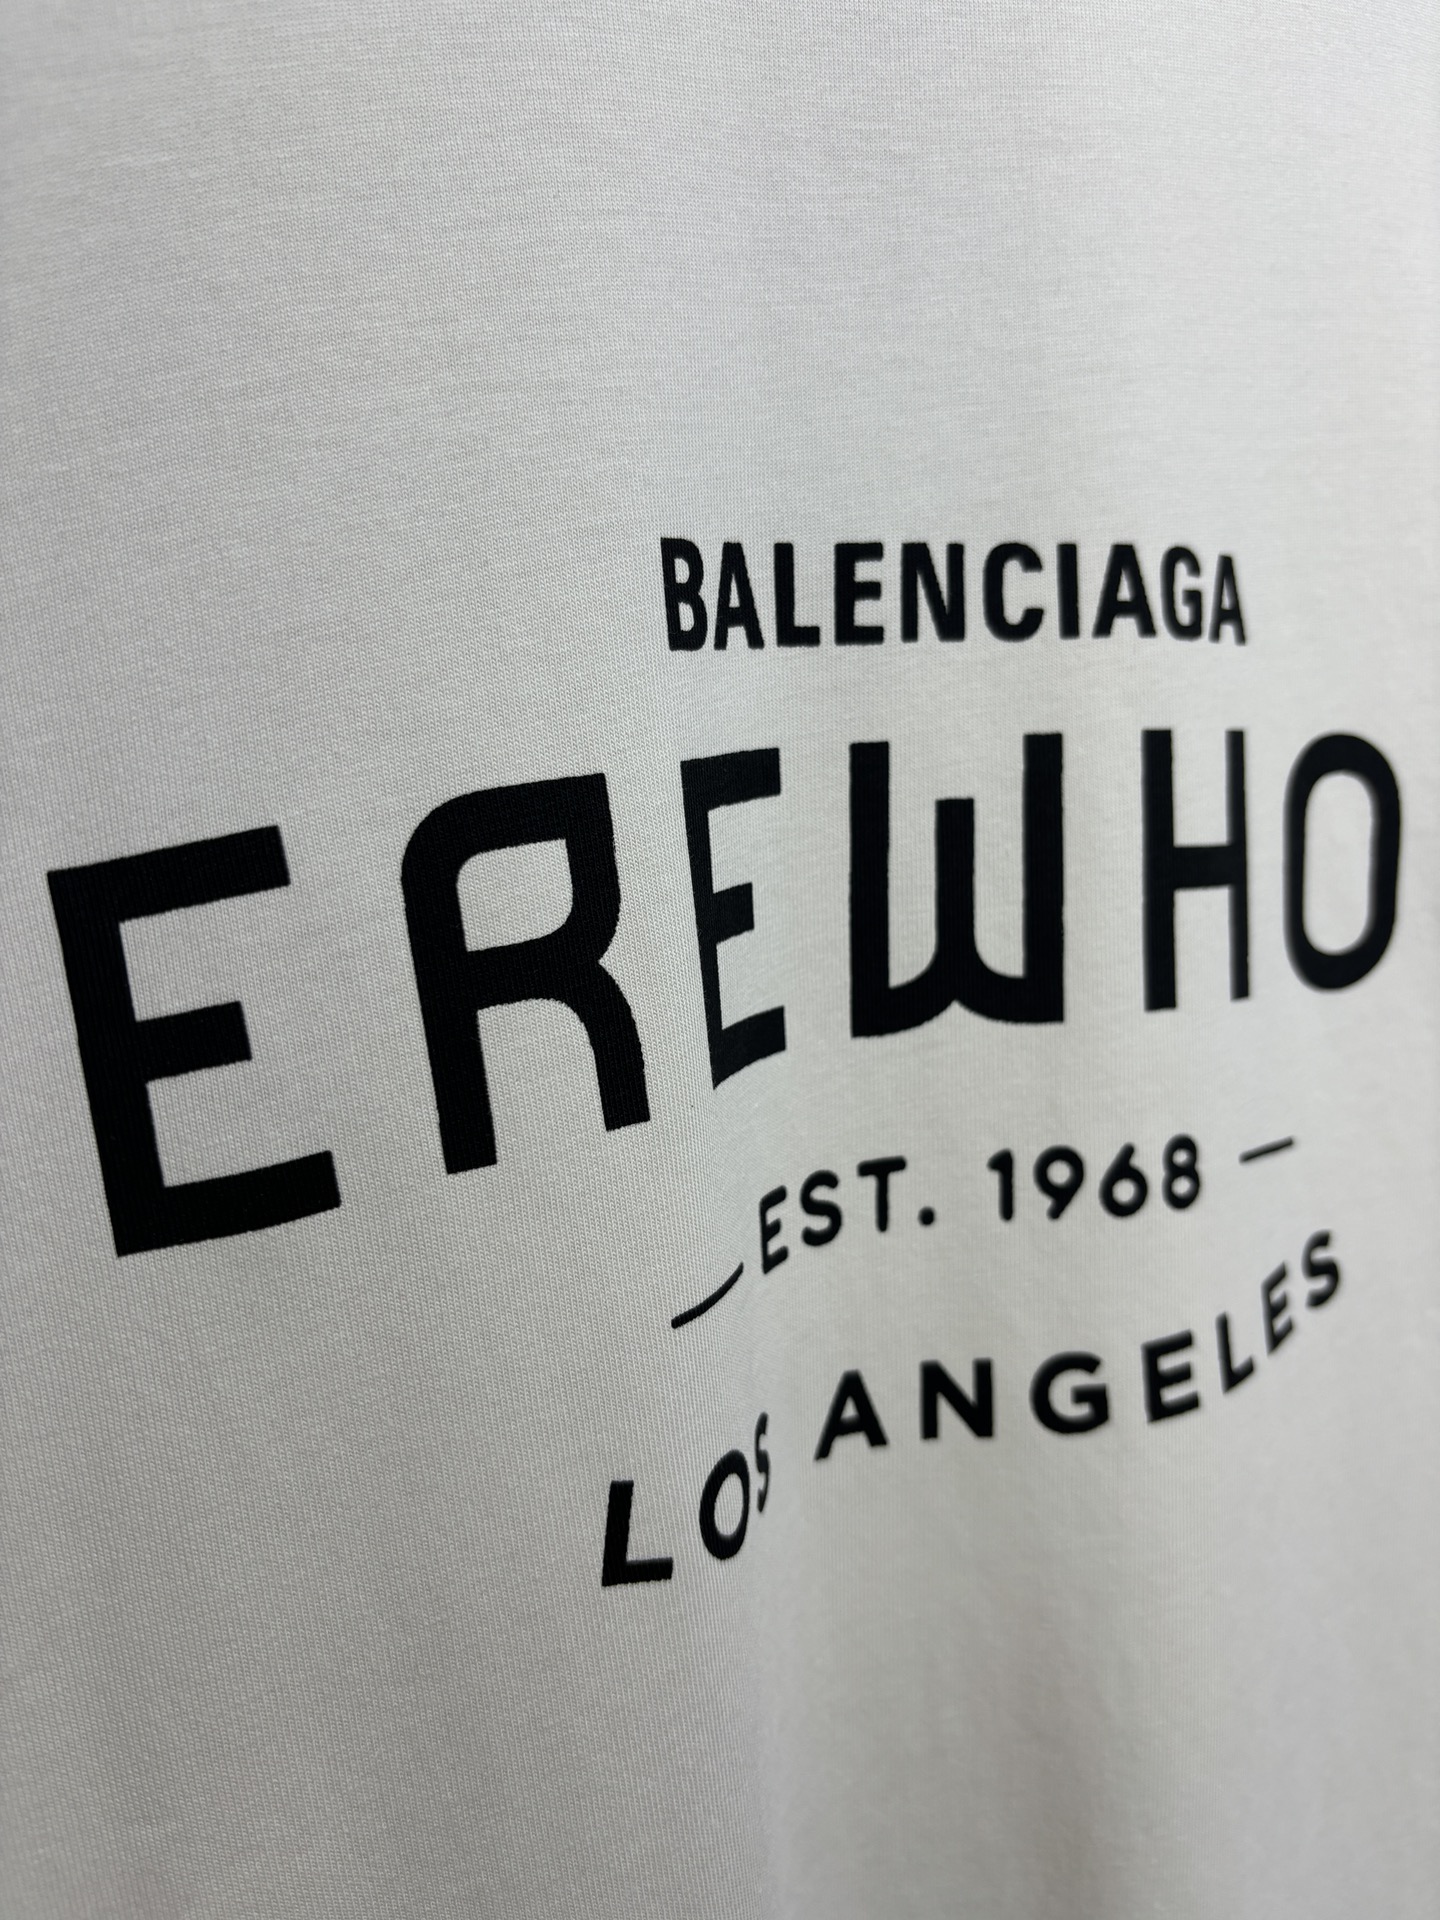 BALENCIAGA
EREWHO
— EST. 1968 —
LOS ANGELES